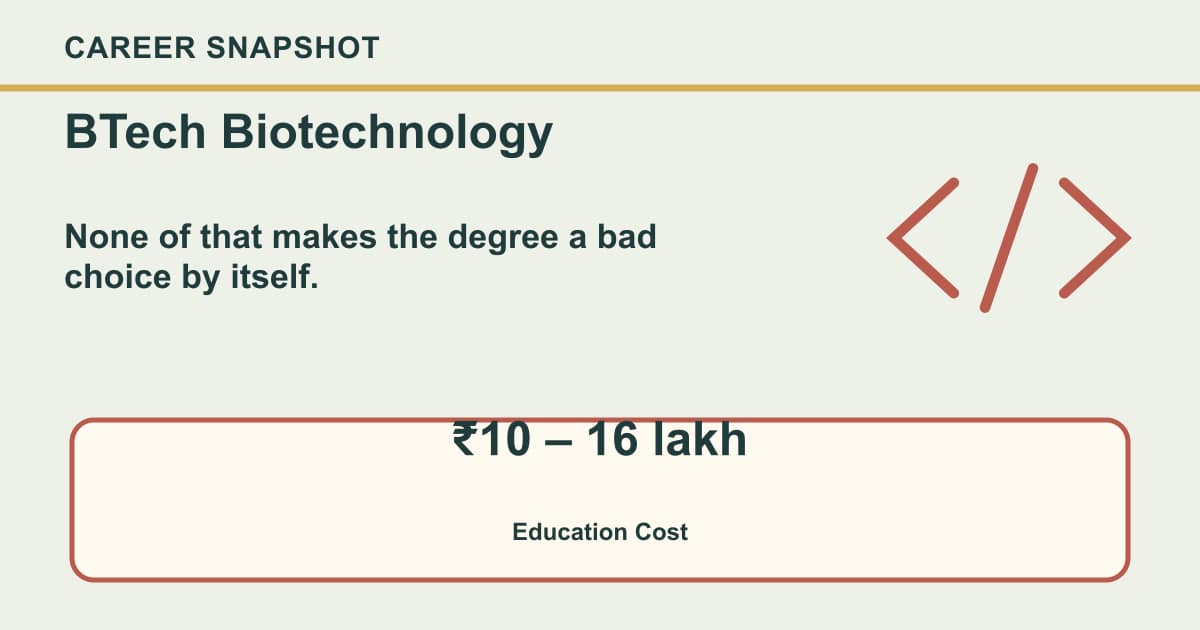 CAREER SNAPSHOT
BTech Biotechnology
None of that makes the degree a bad
choice by itself.
₹10 – 16 lakh
Education Cost